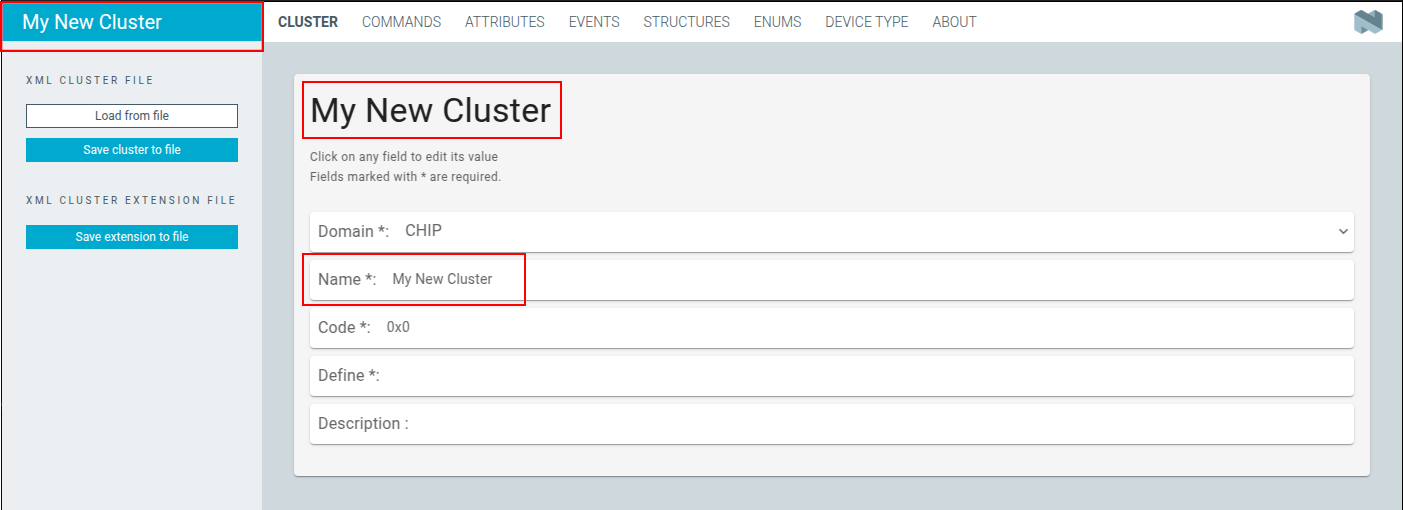 My New Cluster
CLUSTER COMMANDS ATTRIBUTES EVENTS STRUCTURES ENUMS DEVICE TYPE ABOUT
XML CLUSTER FILE
Load from file
Save cluster to file
XML CLUSTER EXTENSION FILE
Save extension to file
My New Cluster
Click on any field to edit its value
Fields marked with * are required.
Domain *: CHIP
Name *: My New Cluster
Code *: 0x0
Define *:
Description :